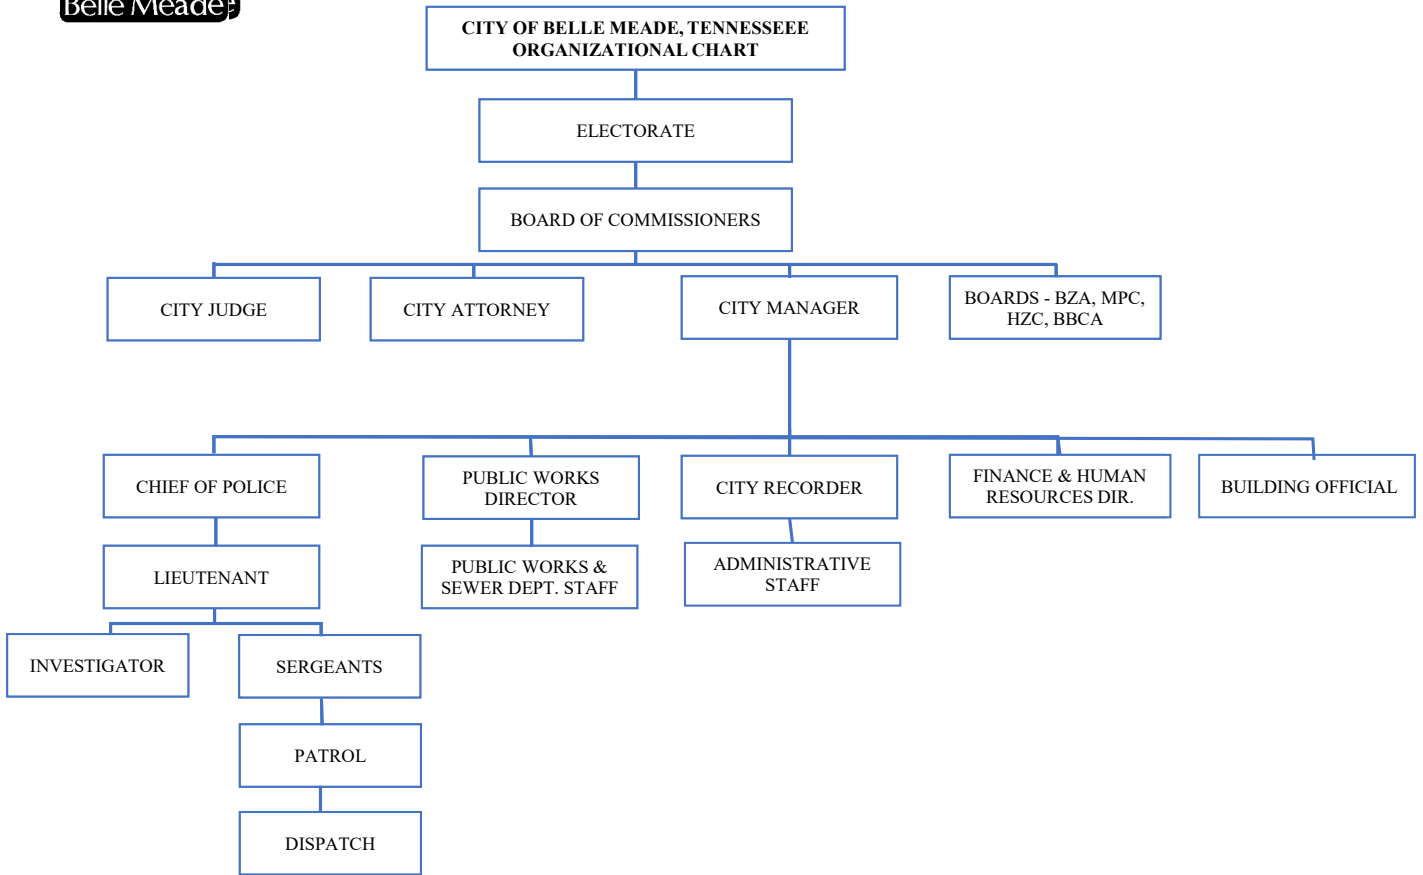 Belle Meade
CITY OF BELLE MEADE, TENNESSEEE
ORGANIZATIONAL CHART
ELECTORATE
BOARD OF COMMISSIONERS
CITY JUDGE
CITY ATTORNEY
CITY MANAGER
BOARDS - BZA, MPC,
HZC, BBCA
CHIEF OF POLICE
PUBLIC WORKS
DIRECTOR
CITY RECORDER
FINANCE & HUMAN
RESOURCES DIR.
BUILDING OFFICIAL
LIEUTENANT
PUBLIC WORKS &
SEWER DEPT. STAFF
ADMINISTRATIVE
STAFF
INVESTIGATOR
SERGEANTS
PATROL
DISPATCH